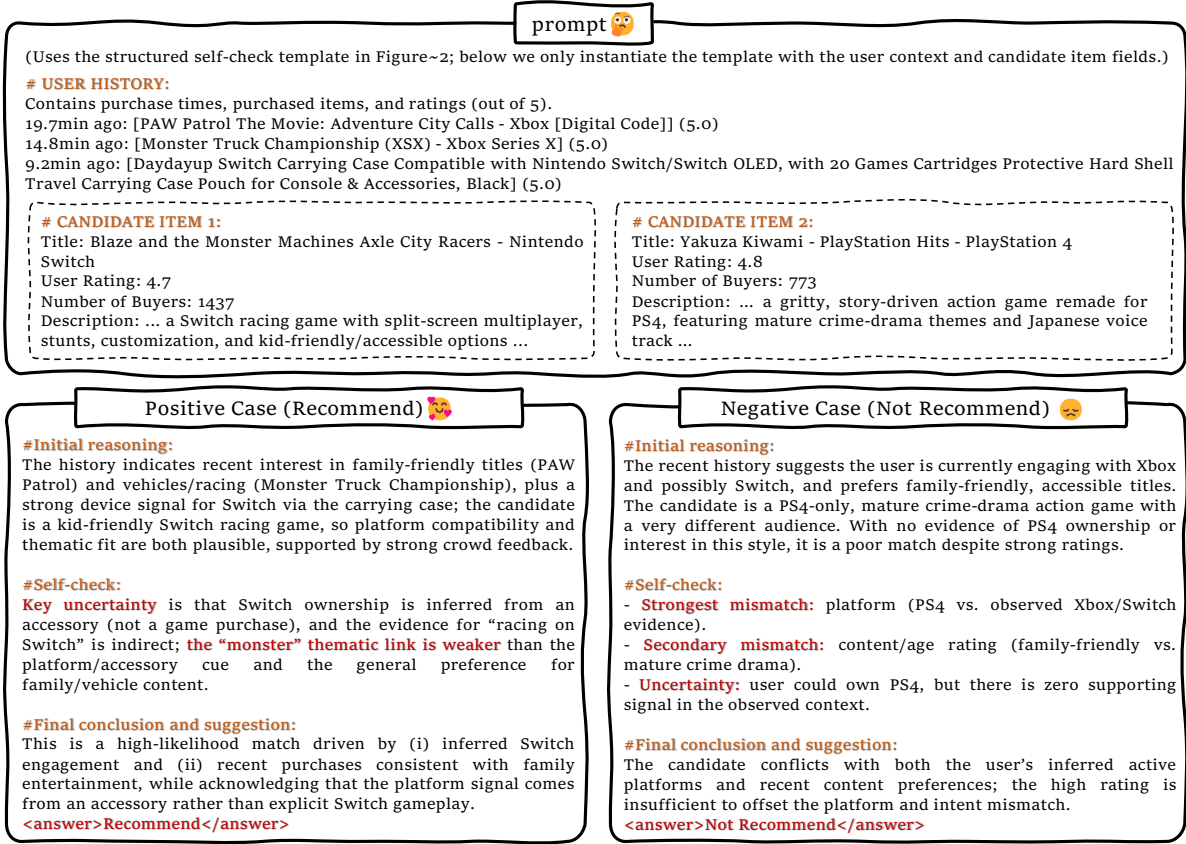 prompt
(Uses the structured self-check template in Figure~2; below we only instantiate the template with the user context and candidate item fields.)
# USER HISTORY:
Contains purchase times, purchased items, and ratings (out of 5).
19.7min ago: [PAW Patrol The Movie: Adventure City Calls - Xbox [Digital Code]] (5.0)
14.8min ago: [Monster Truck Championship (XSX) - Xbox Series X] (5.0)
9.2min ago: [Daydayup Switch Carrying Case Compatible with Nintendo Switch/Switch OLED, with 20 Games Cartridges Protective Hard Shell
Travel Carrying Case Pouch for Console & Accessories, Black] (5.0)
# CANDIDATE ITEM 1:
Title: Blaze and the Monster Machines Axle City Racers - Nintendo
Switch
User Rating: 4.7
Number of Buyers: 1437
Description: ... a Switch racing game with split-screen multiplayer,
stunts, customization, and kid-friendly/accessible options ...
# CANDIDATE ITEM 2:
Title: Yakuza Kiwami - PlayStation Hits - PlayStation 4
User Rating: 4.8
Number of Buyers: 773
Description: ... a gritty, story-driven action game remade for
PS4, featuring mature crime-drama themes and Japanese voice
track ...
Positive Case (Recommend)
#Initial reasoning:
The history indicates recent interest in family-friendly titles (PAW
Patrol) and vehicles/racing (Monster Truck Championship), plus a
strong device signal for Switch via the carrying case; the candidate
is a kid-friendly Switch racing game, so platform compatibility and
thematic fit are both plausible, supported by strong crowd feedback.
#Self-check:
Key uncertainty is that Switch ownership is inferred from an
accessory (not a game purchase), and the evidence for “racing on
Switch” is indirect; the “monster” thematic link is weaker than the
platform/accessory cue and the general preference for
family/vehicle content.
#Final conclusion and suggestion:
This is a high-likelihood match driven by (i) inferred Switch
engagement and (ii) recent purchases consistent with family
entertainment, while acknowledging that the platform signal comes
from an accessory rather than explicit Switch gameplay.
<answer>Recommend</answer>
Negative Case (Not Recommend)
#Initial reasoning:
The recent history suggests the user is currently engaging with Xbox
and possibly Switch, and prefers family-friendly, accessible titles.
The candidate is a PS4-only, mature crime-drama action game with
a very different audience. With no evidence of PS4 ownership or
interest in this style, it is a poor match despite strong ratings.
#Self-check:
- Strongest mismatch: platform (PS4 vs. observed Xbox/Switch
evidence).
- Secondary mismatch: content/age rating (family-friendly vs.
mature crime drama).
- Uncertainty: user could own PS4, but there is zero supporting
signal in the observed context.
#Final conclusion and suggestion:
The candidate conflicts with both the user’s inferred active
platforms and recent content preferences; the high rating is
insufficient to offset the platform and intent mismatch.
<answer>Not Recommend</answer>